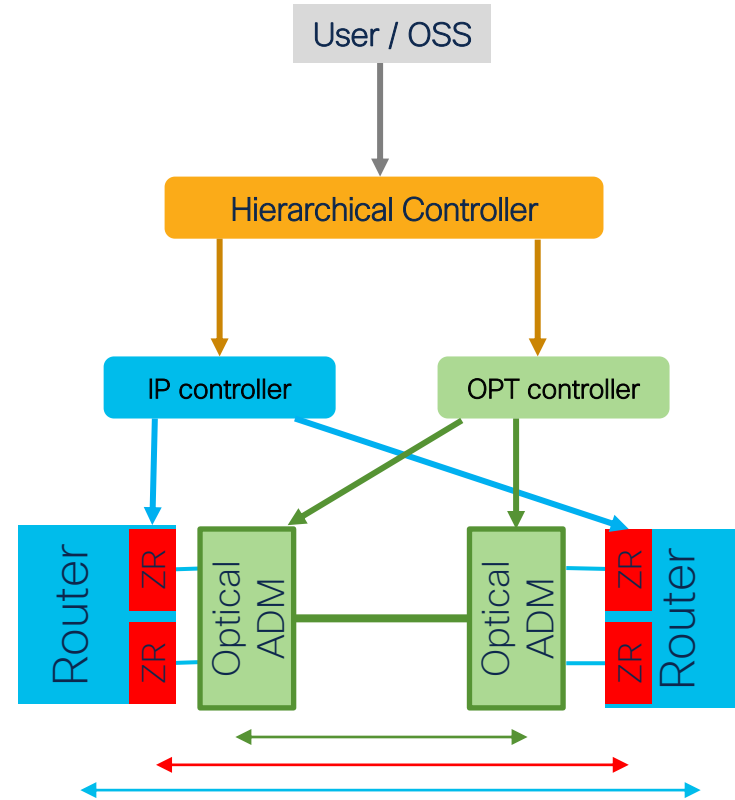 User / OSS
Hierarchical Controller
IP controller
OPT controller
Router
ZR
ZR
Optical
ADM
Optical
ADM
ZR
ZR
Router